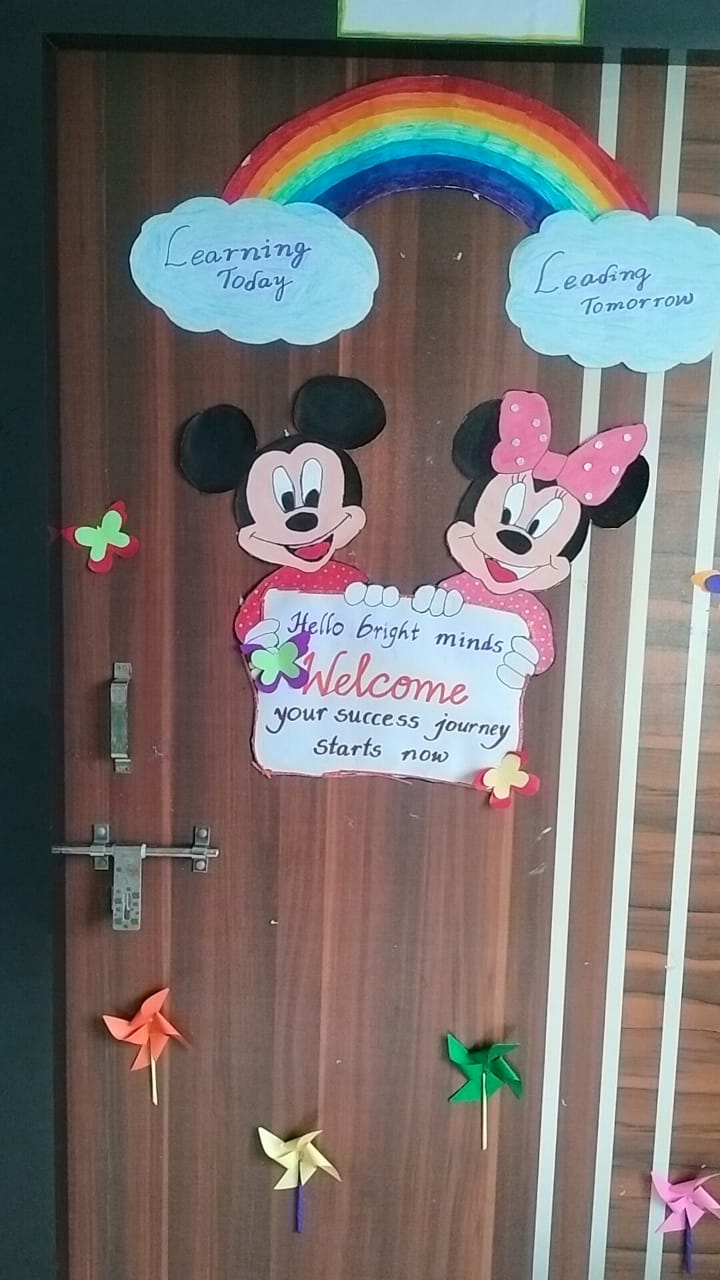 Learning
Today
Leading
Tomorrow
Hello bright minds
Welcome
your success journey
starts now